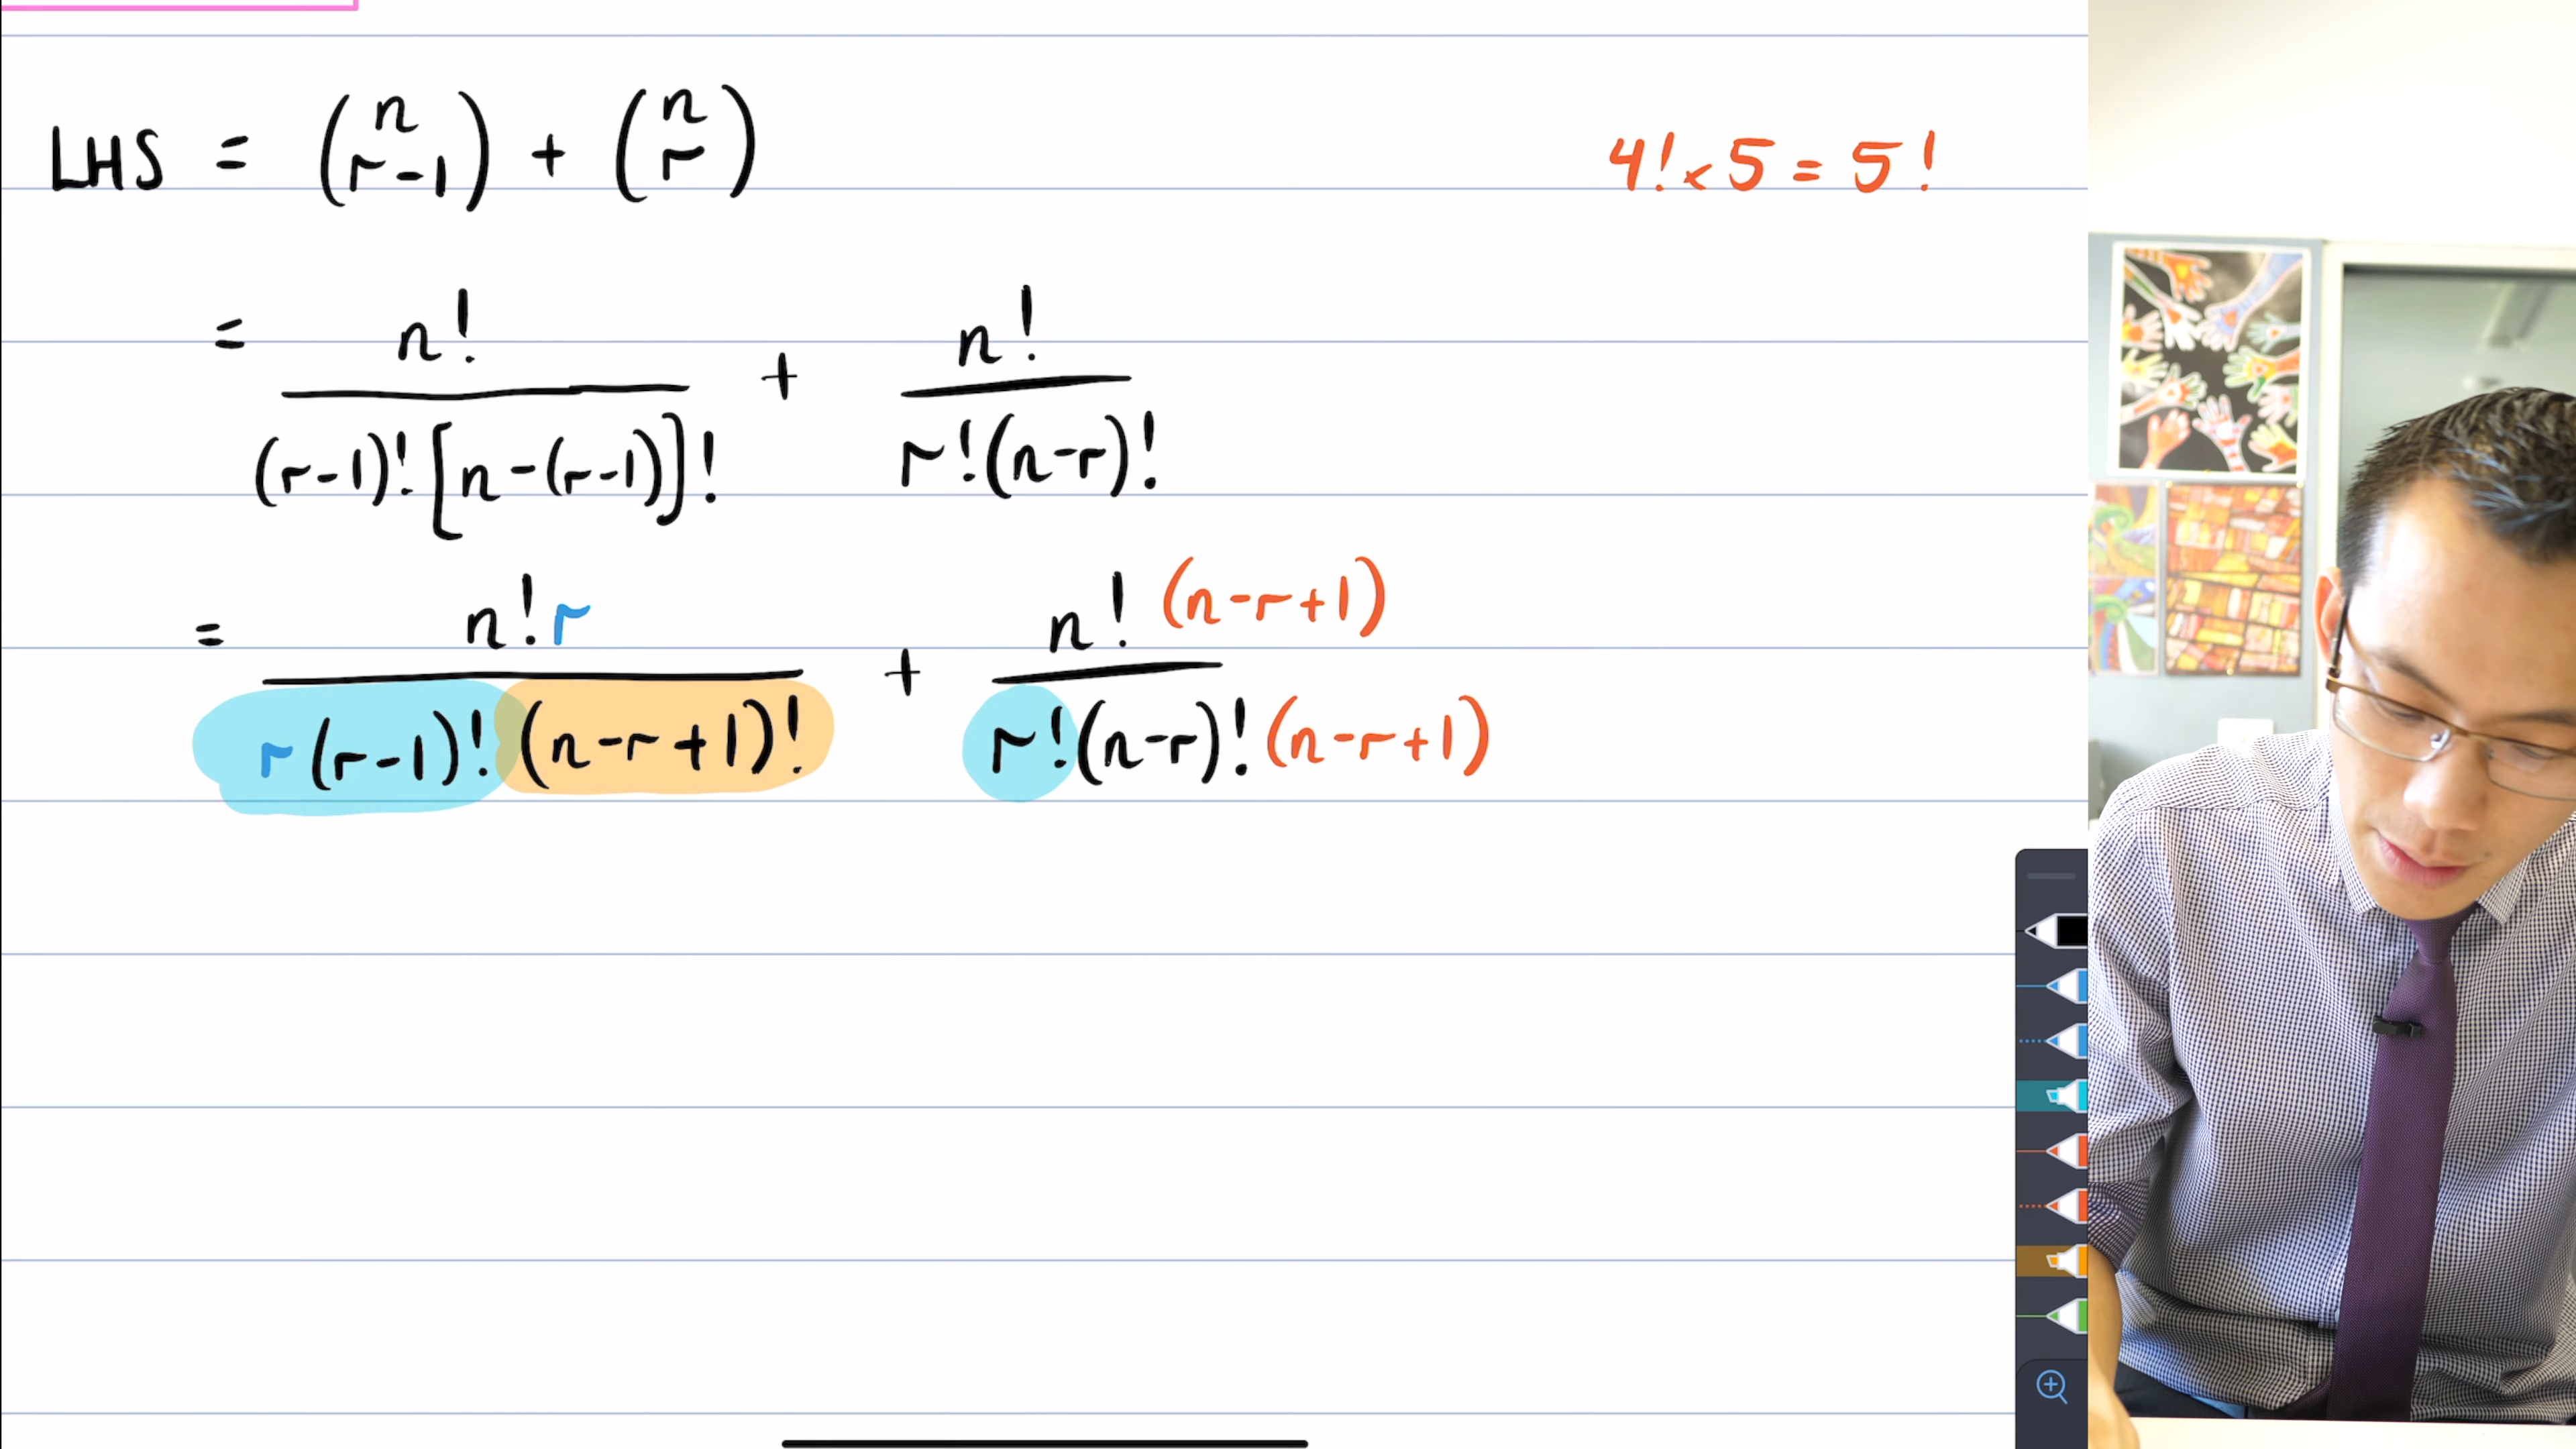 LHS = (n r-1) + (n r)
4! × 5 = 5!
= n! / (r-1)![n-(r-1)]! + n! / r!(n-r)!
= n! r / r(r-1)!(n-r+1)! + n! (n-r+1) / r!(n-r)!(n-r+1)